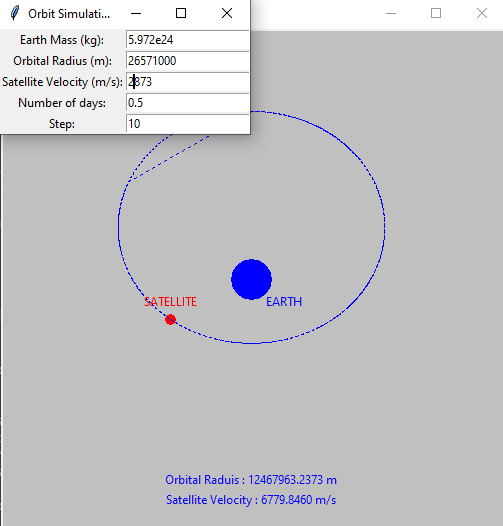 Orbit Simulati...
Earth Mass (kg): 5.972e24
Orbital Radius (m): 26571000
Satellite Velocity (m/s): 2873
Number of days: 0.5
Step: 10
SATELLITE
EARTH
Orbital Raduis : 12467963.2373 m
Satellite Velocity : 6779.8460 m/s